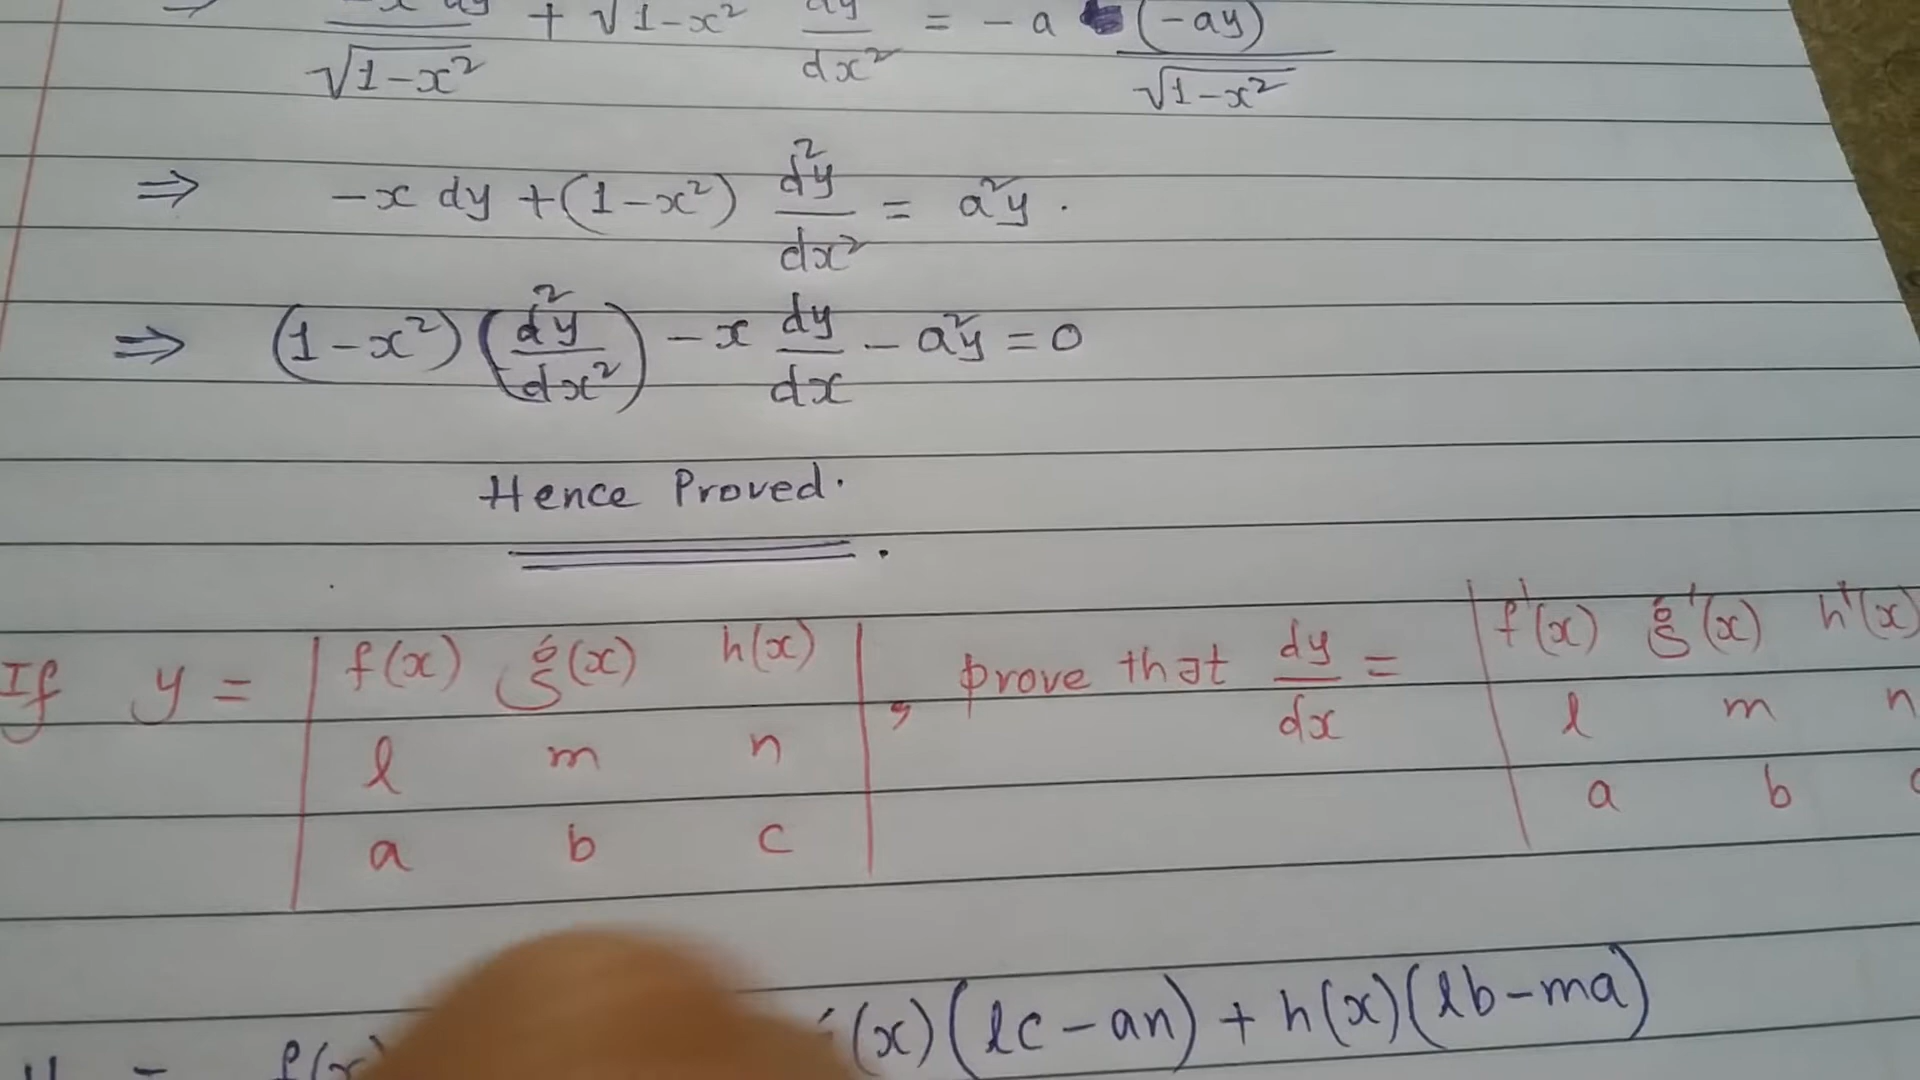 ⇒ -x dy/√1-x² + √1-x² d²y/dx² = -a (-ay)/√1-x²
⇒ -x dy + (1-x²) d²y/dx² = a²y.
⇒ (1-x²)(d²y/dx²) - x dy/dx - a²y = 0
Hence Proved.
If y = | f(x) g(x) h(x) | , prove that dy/dx = | f'(x) g'(x) h'(x)
l m n l m n
a b c a b
(x)(lc-an) + h(x)(lb-ma)